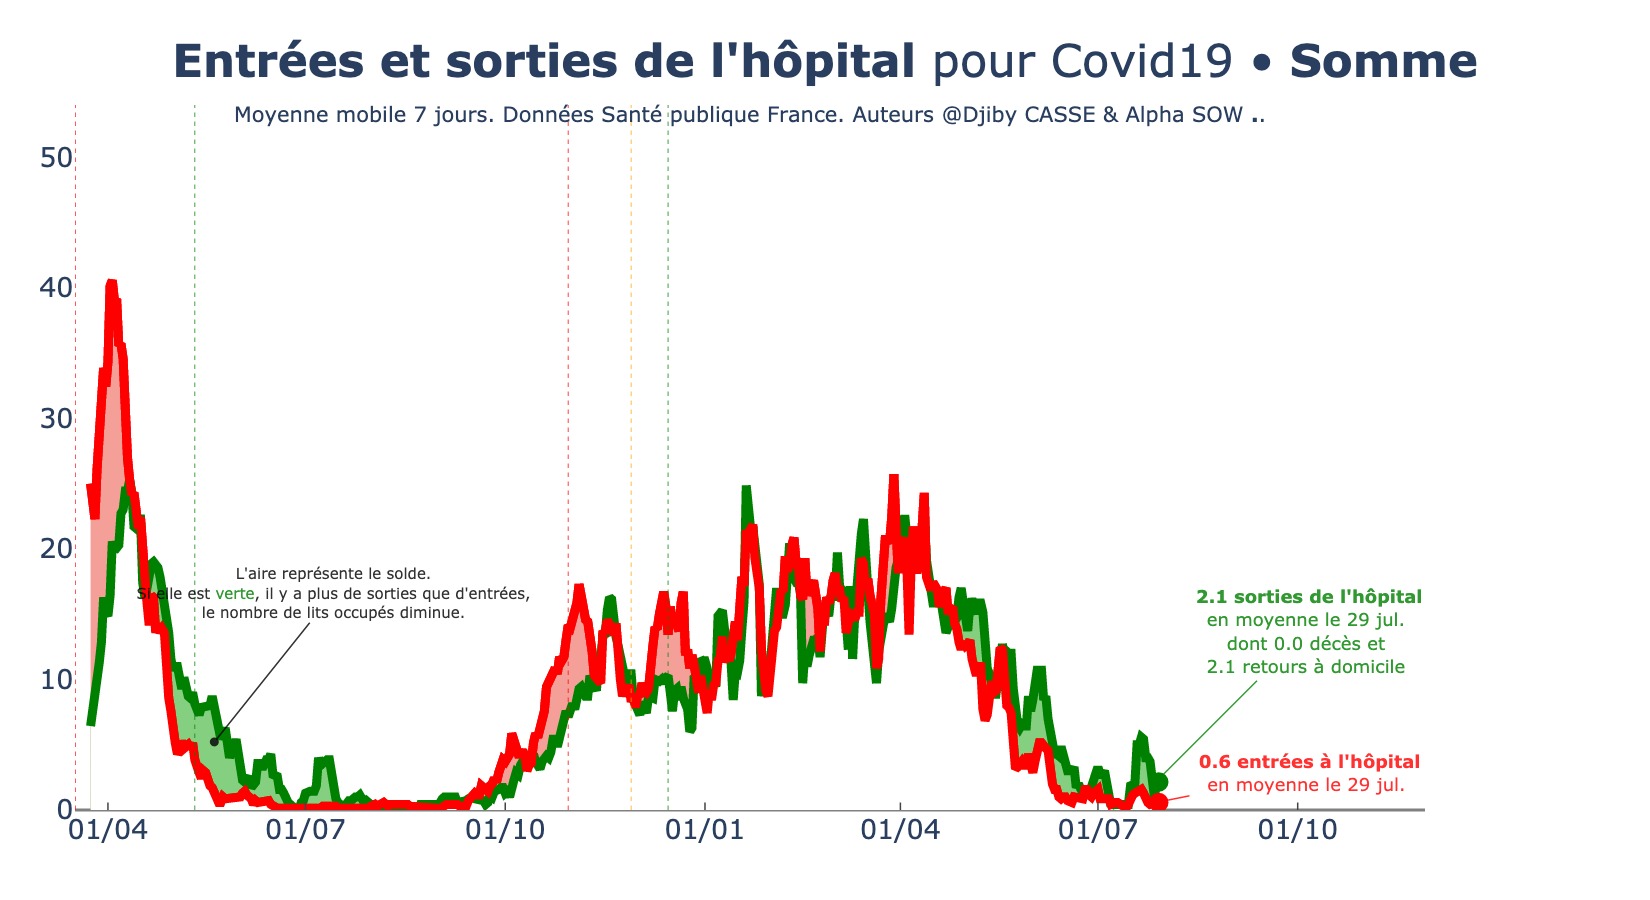 Entrées et sorties de l'hôpital pour Covid19 • Somme
Moyenne mobile 7 jours. Données Santé publique France. Auteurs @Djiby CASSE & Alpha SOW ..
50
40
30
20
10
0
L'aire représente le solde.
Si elle est verte, il y a plus de sorties que d'entrées,
le nombre de lits occupés diminue.
2.1 sorties de l'hôpital
en moyenne le 29 jul.
dont 0.0 décès et
2.1 retours à domicile
0.6 entrées à l'hôpital
en moyenne le 29 jul.
01/04 01/07 01/10 01/01 01/04 01/07 01/10